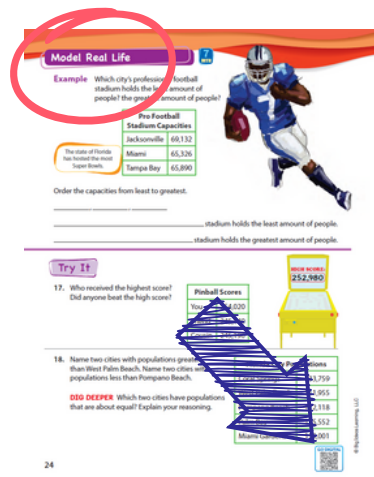 Model Real Life
7
Example Which city's professional football
stadium holds the least amount of
people? the greatest amount of people?
Pro Football
Stadium Capacities
Jacksonville 69,132
Miami 65,326
Tampa Bay 65,890
The state of Florida
has hosted the most
Super Bowls.
7
Order the capacities from least to greatest.
stadium holds the least amount of people.
stadium holds the greatest amount of people.
Try It
17. Who received the highest score?
Did anyone beat the high score?
Pinball Scores
You
HIGH SCORE:
252,980
18. Name two cities with populations
than West Palm Beach. Name two cities
populations less than Pompano Beach.
DIG DEEPER Which two cities have populations
that are about equal? Explain your reasoning.
Miami
24
© Big Ideas Learning, LLC